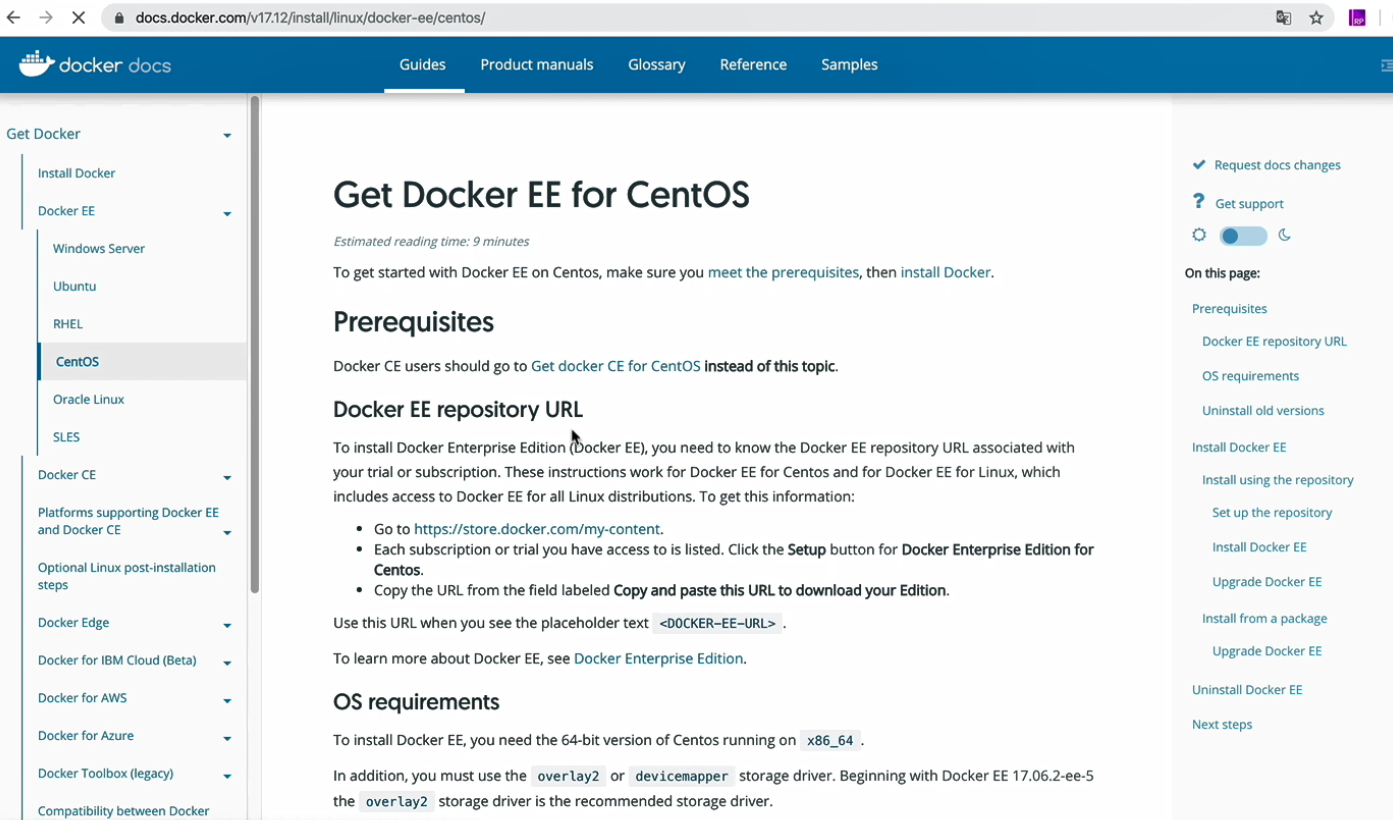 docs.docker.com/v17.12/install/linux/docker-ee/centos/
RP
docker docs
Guides
Product manuals
Glossary
Reference
Samples
Get Docker
Install Docker
Docker EE
Windows Server
Ubuntu
RHEL
CentOS
Oracle Linux
SLES
Docker CE
Platforms supporting Docker EE
and Docker CE
Optional Linux post-installation
steps
Docker Edge
Docker for IBM Cloud (Beta)
Docker for AWS
Docker for Azure
Docker Toolbox (legacy)
Compatibility between Docker
Get Docker EE for CentOS
Estimated reading time: 9 minutes
To get started with Docker EE on Centos, make sure you meet the prerequisites, then install Docker.
Prerequisites
Docker CE users should go to Get docker CE for CentOS instead of this topic.
Docker EE repository URL
To install Docker Enterprise Edition (Docker EE), you need to know the Docker EE repository URL associated with
your trial or subscription. These instructions work for Docker EE for Centos and for Docker EE for Linux, which
includes access to Docker EE for all Linux distributions. To get this information:
• Go to https://store.docker.com/my-content.
• Each subscription or trial you have access to is listed. Click the Setup button for Docker Enterprise Edition for
Centos.
• Copy the URL from the field labeled Copy and paste this URL to download your Edition.
Use this URL when you see the placeholder text <DOCKER-EE-URL> .
To learn more about Docker EE, see Docker Enterprise Edition.
OS requirements
To install Docker EE, you need the 64-bit version of Centos running on x86_64 .
In addition, you must use the overlay2 or devicemapper storage driver. Beginning with Docker EE 17.06.2-ee-5
the overlay2 storage driver is the recommended storage driver.
Request docs changes
? Get support
On this page:
Prerequisites
Docker EE repository URL
OS requirements
Uninstall old versions
Install Docker EE
Install using the repository
Set up the repository
Install Docker EE
Upgrade Docker EE
Install from a package
Upgrade Docker EE
Uninstall Docker EE
Next steps